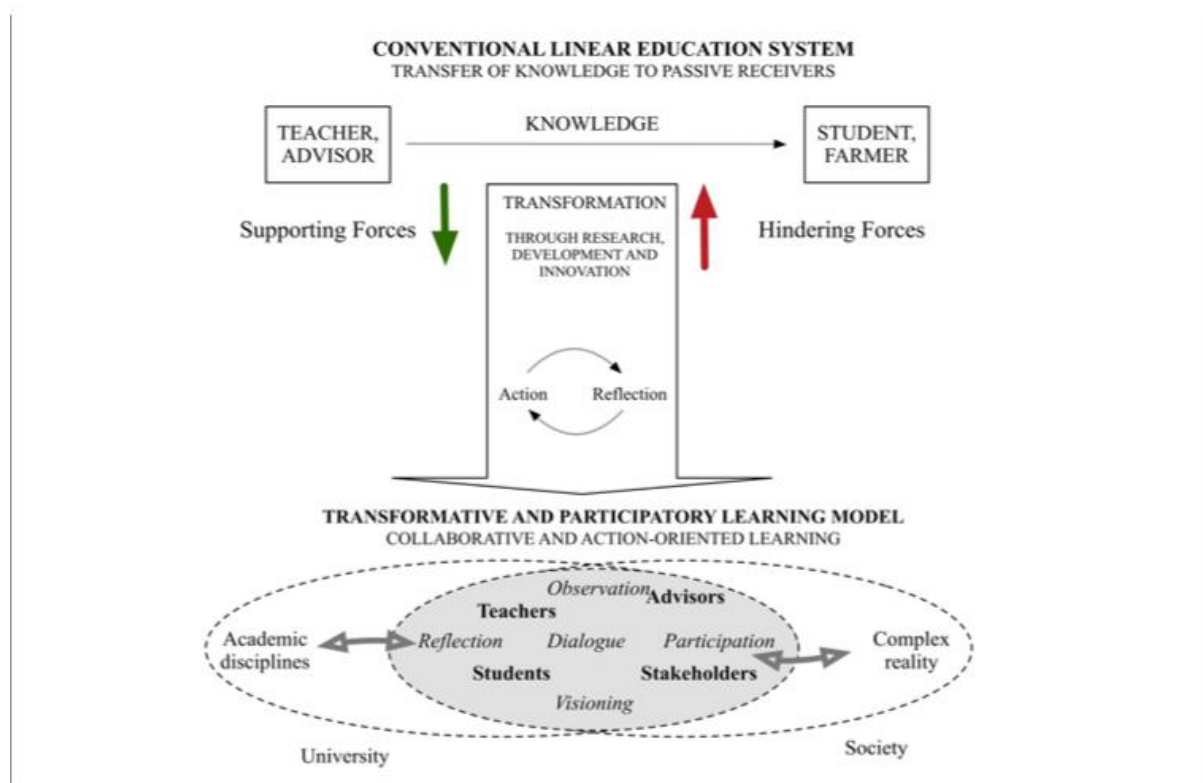 CONVENTIONAL LINEAR EDUCATION SYSTEM
TRANSFER OF KNOWLEDGE TO PASSIVE RECEIVERS
TEACHER,
ADVISOR
KNOWLEDGE
STUDENT,
FARMER
Supporting Forces
TRANSFORMATION
THROUGH RESEARCH,
DEVELOPMENT AND
INNOVATION
Hindering Forces
Action
Reflection
TRANSFORMATIVE AND PARTICIPATORY LEARNING MODEL
COLLABORATIVE AND ACTION-ORIENTED LEARNING
Observation
Advisors
Teachers
Academic
disciplines
Reflection
Dialogue
Participation
Complex
reality
Students
Stakeholders
Visioning
University
Society